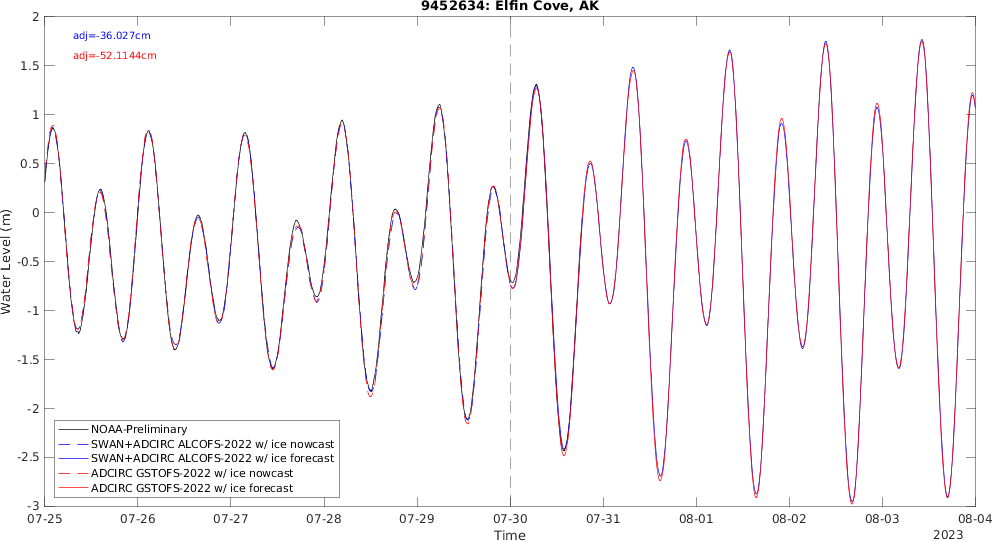 9452634: Elfin Cove, AK
adj=-36.027cm
adj=-52.1144cm
2
1.5
1
0.5
0
-0.5
-1
-1.5
-2
-2.5
-3
Water Level (m)
NOAA-Preliminary
SWAN+ADCIRC ALCOFS-2022 w/ ice nowcast
SWAN+ADCIRC ALCOFS-2022 w/ ice forecast
ADCIRC GSTOFS-2022 w/ ice nowcast
ADCIRC GSTOFS-2022 w/ ice forecast
07-25 07-26 07-27 07-28 07-29 07-30 07-31 08-01 08-02 08-03 08-04
Time
2023